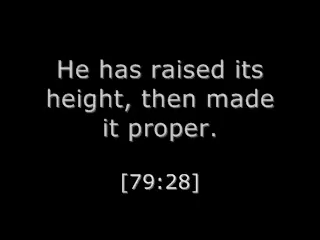 He has raised its
height, then made
it proper.
[79:28]